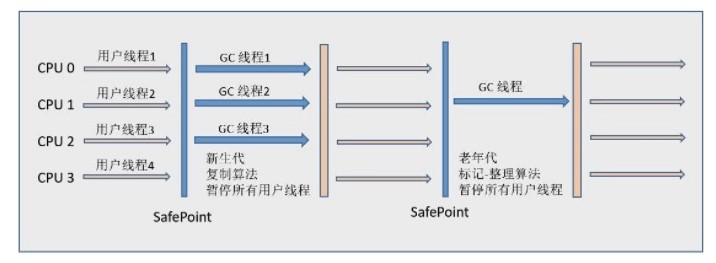 CPU 0
用户线程1
GC 线程1
CPU 1
用户线程2
GC 线程2
GC 线程
CPU 2
用户线程3
GC 线程3
CPU 3
用户线程4
新生代
复制算法
暂停所有用户线程
老年代
标记-整理算法
暂停所有用户线程
SafePoint
SafePoint